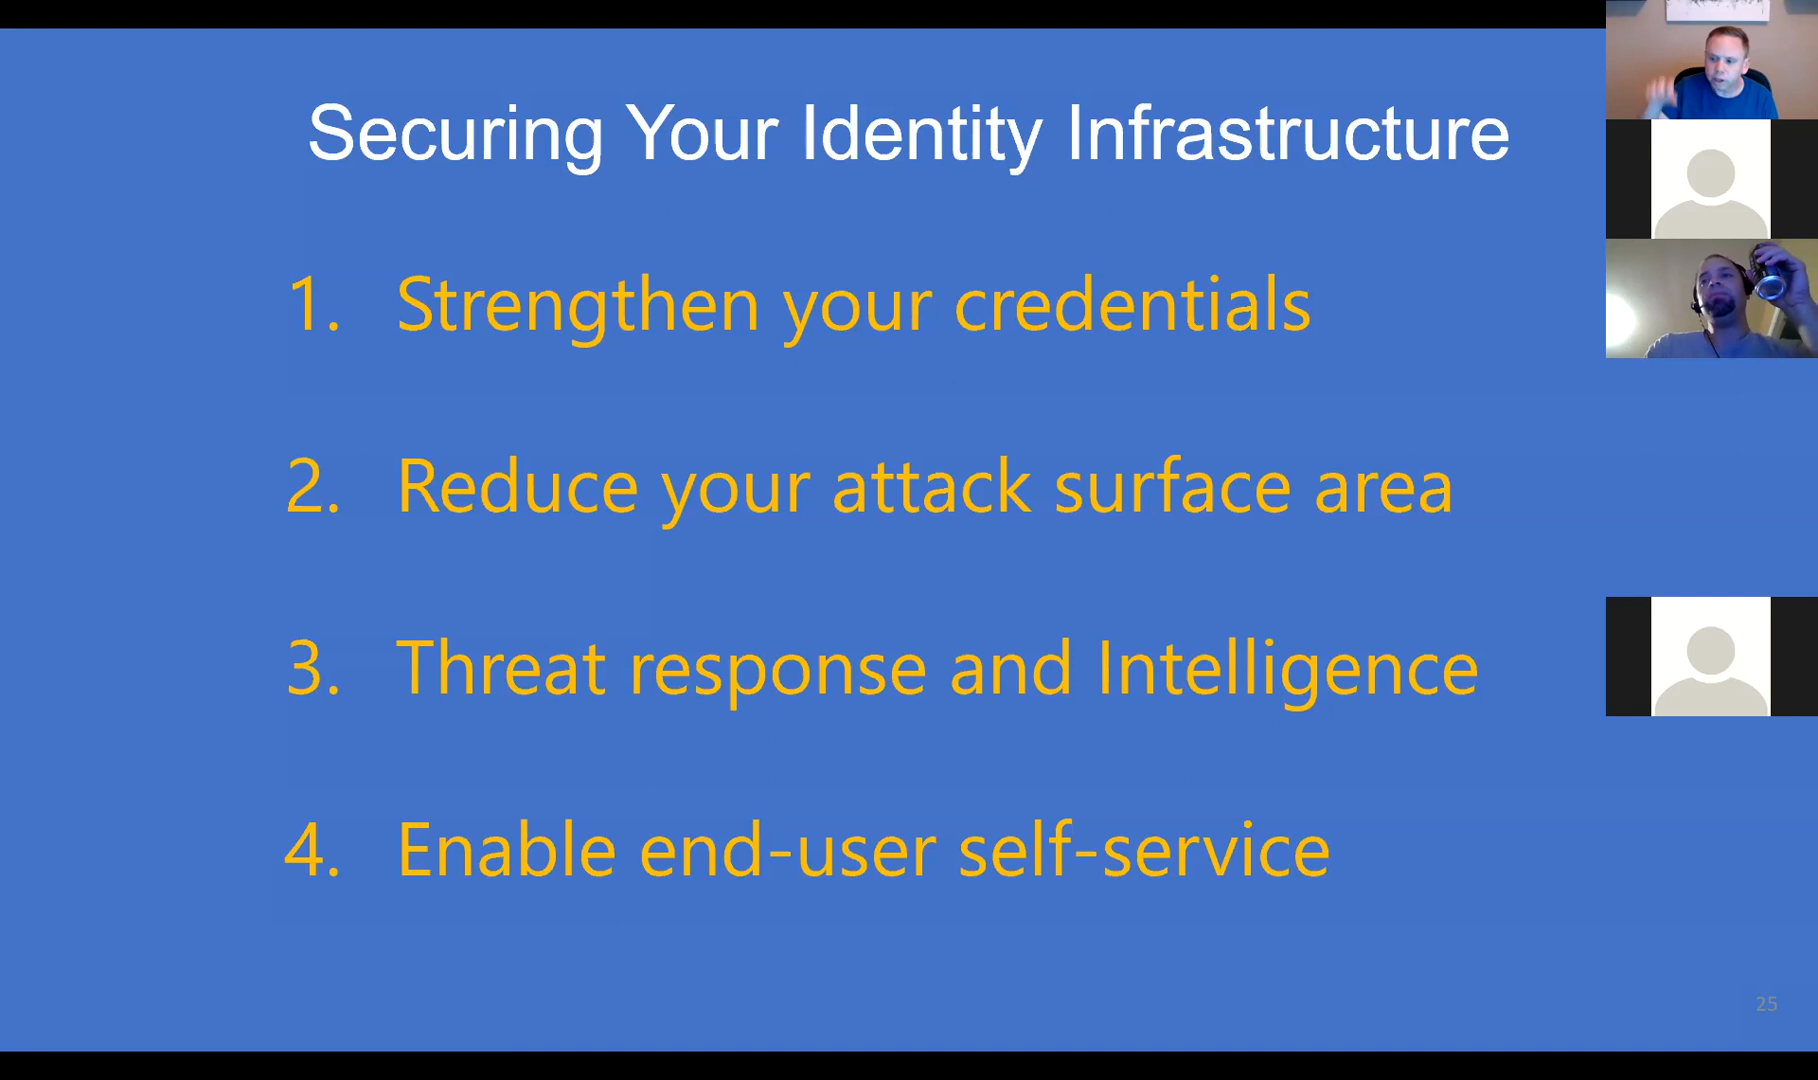 Securing Your Identity Infrastructure
1. Strengthen your credentials
2. Reduce your attack surface area
3. Threat response and Intelligence
4. Enable end-user self-service
25